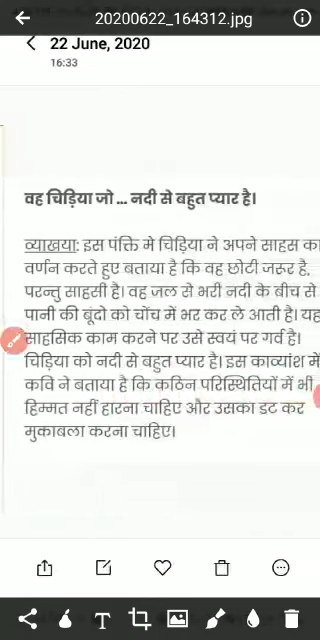 20200622_164312.jpg
22 June, 2020
16:33
वह चिड़िया जो ... नदी से बहुत प्यार है।
व्याखया: इस पंक्ति मे चिड़िया ने अपने साहस का
वर्णन करते हुए बताया है कि वह छोटी जरूर है,
परन्तु साहसी है। वह जल से भरी नदी के बीच से
पानी की बूंदो को चोंच में भर कर ले आती है। यह
साहसिक काम करने पर उसे स्वयं पर गर्व है।
चिड़िया को नदी से बहुत प्यार है। इस काव्यांश में
कवि ने बताया है कि कठिन परिस्थितियों में भी
हिम्मत नहीं हारना चाहिए और उसका डट कर
मुकाबला करना चाहिए।
T